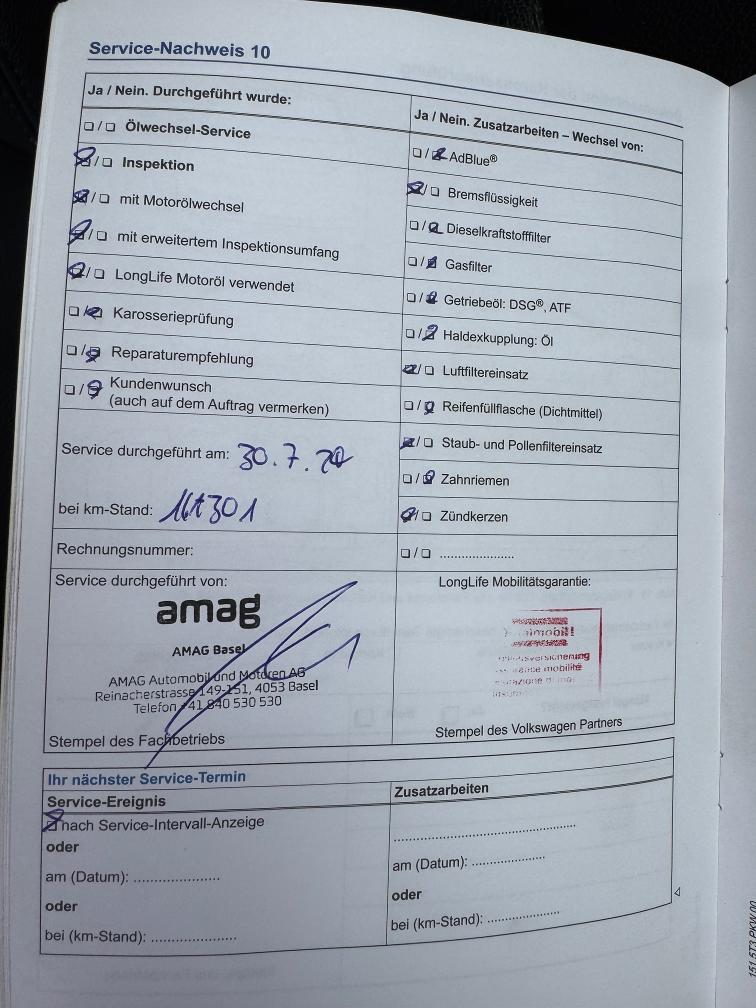 Service-Nachweis 10
Ja / Nein. Durchgeführt wurde:
☐/☐ Ölwechsel-Service
☒/☐ Inspektion
☒/☐ mit Motorölwechsel
☒/☐ mit erweitertem Inspektionsumfang
☒/☐ LongLife Motoröl verwendet
☐/☒ Karosserieprüfung
☐/☒ Reparaturempfehlung
☐/☒ Kundenwunsch
(auch auf dem Auftrag vermerken)
Service durchgeführt am: 30.7.
bei km-Stand:
Rechnungsnummer:
Ja / Nein. Zusatzarbeiten – Wechsel von:
☐/☒ AdBlue®
☒/☐ Bremsflüssigkeit
☐/☒ Dieselkraftstofffilter
☐/☒ Gasfilter
☐/☒ Getriebeöl: DSG®, ATF
☐/☒ Haldexkupplung: Öl
☒/☐ Luftfiltereinsatz
☐/☒ Reifenfüllflasche (Dichtmittel)
☒/☐ Staub- und Pollenfiltereinsatz
☐/☒ Zahnriemen
☒/☐ Zündkerzen
☐/☐ .....................
Service durchgeführt von:
amag
AMAG Basel
AMAG Automobil und Motoren AG
Reinacherstrasse 149-151, 4053 Basel
Telefon +41 840 530 530
Stempel des Fachbetriebs
LongLife Mobilitätsgarantie:
mobilité
Stempel des Volkswagen Partners
Ihr nächster Service-Termin
Service-Ereignis
☒ nach Service-Intervall-Anzeige
oder
am (Datum): .....................
oder
bei (km-Stand): .....................
Zusatzarbeiten
.....................
am (Datum): .....................
oder
bei (km-Stand): .....................
151.5T3.PKW.00